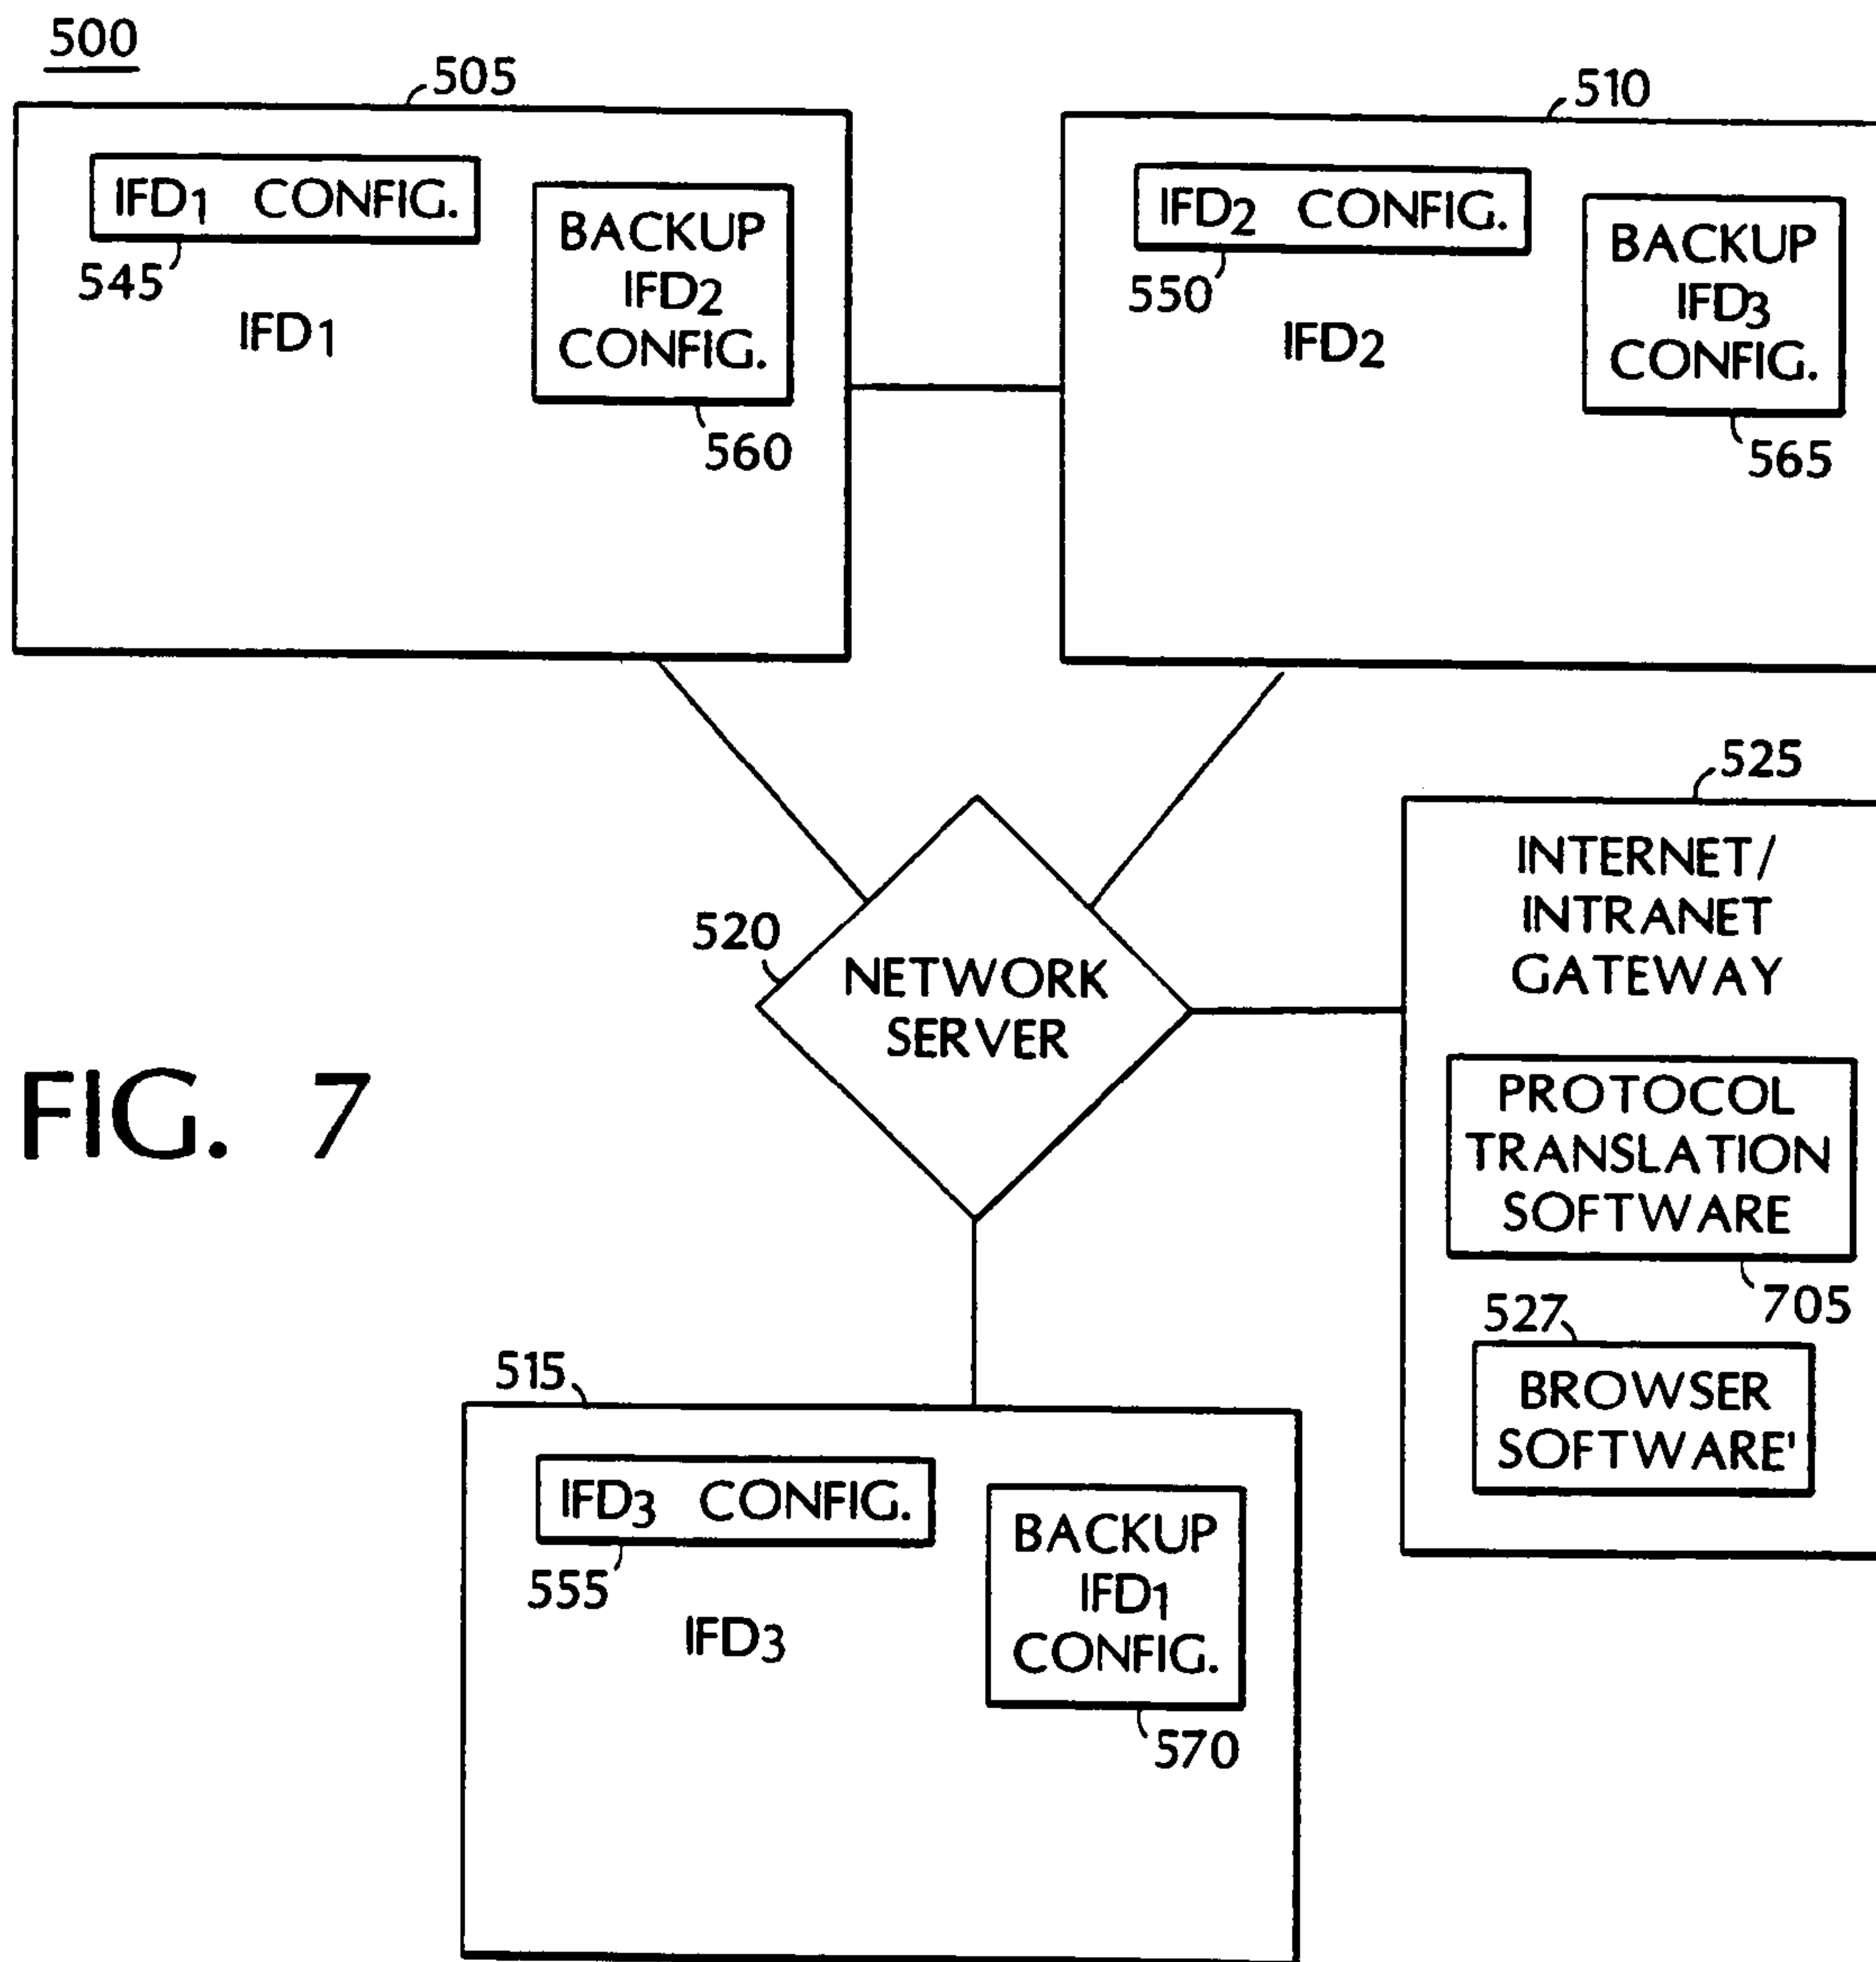 500
505
IFD1 CONFIG.
545
IFD1
BACKUP
IFD2
CONFIG.
560
510
IFD2 CONFIG.
550
IFD2
BACKUP
IFD3
CONFIG.
565
520
NETWORK
SERVER
525
INTERNET/
INTRANET
GATEWAY
PROTOCOL
TRANSLATION
SOFTWARE
705
527
BROWSER
SOFTWARE'
FIG. 7
515
IFD3 CONFIG.
555
IFD3
BACKUP
IFD1
CONFIG.
570